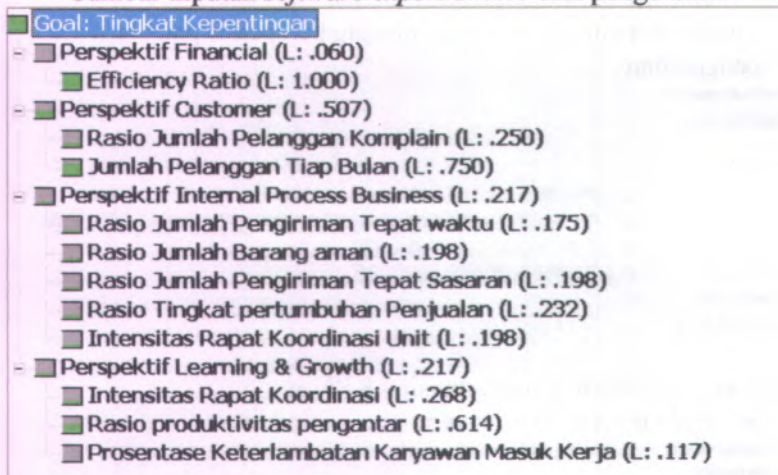 Goal: Tingkat Kepentingan
Perspektif Financial (L: .060)
Efficiency Ratio (L: 1.000)
Perspektif Customer (L: .507)
Rasio Jumlah Pelanggan Komplain (L: .250)
Jumlah Pelanggan Tiap Bulan (L: .750)
Perspektif Internal Process Business (L: .217)
Rasio Jumlah Pengiriman Tepat waktu (L: .175)
Rasio Jumlah Barang aman (L: .198)
Rasio Jumlah Pengiriman Tepat Sasaran (L: .198)
Rasio Tingkat pertumbuhan Penjualan (L: .232)
Intensitas Rapat Koordinasi Unit (L: .198)
Perspektif Learning & Growth (L: .217)
Intensitas Rapat Koordinasi (L: .268)
Rasio produktivitas pengantar (L: .614)
Prosentase Keterlambatan Karyawan Masuk Kerja (L: .117)